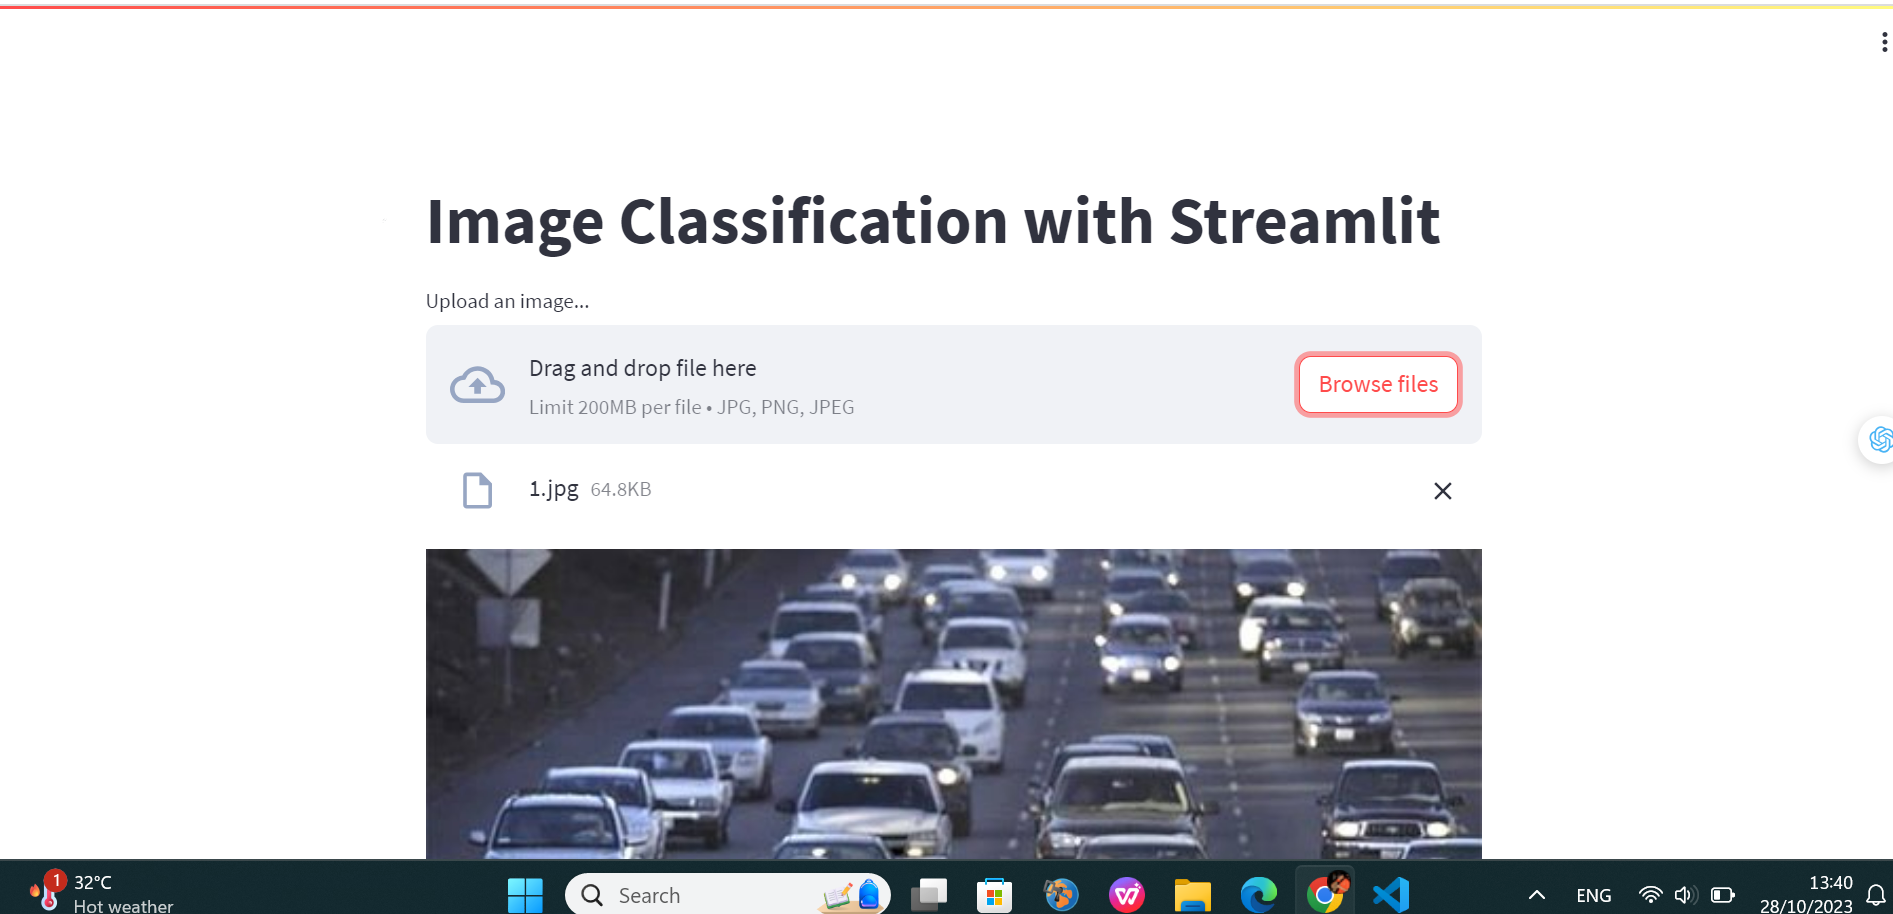 Image Classification with Streamlit
Upload an image...
Drag and drop file here
Limit 200MB per file • JPG, PNG, JPEG
Browse files
1.jpg 64.8KB
1
32°C
Hot weather
Search
ENG
13:40
28/10/2023